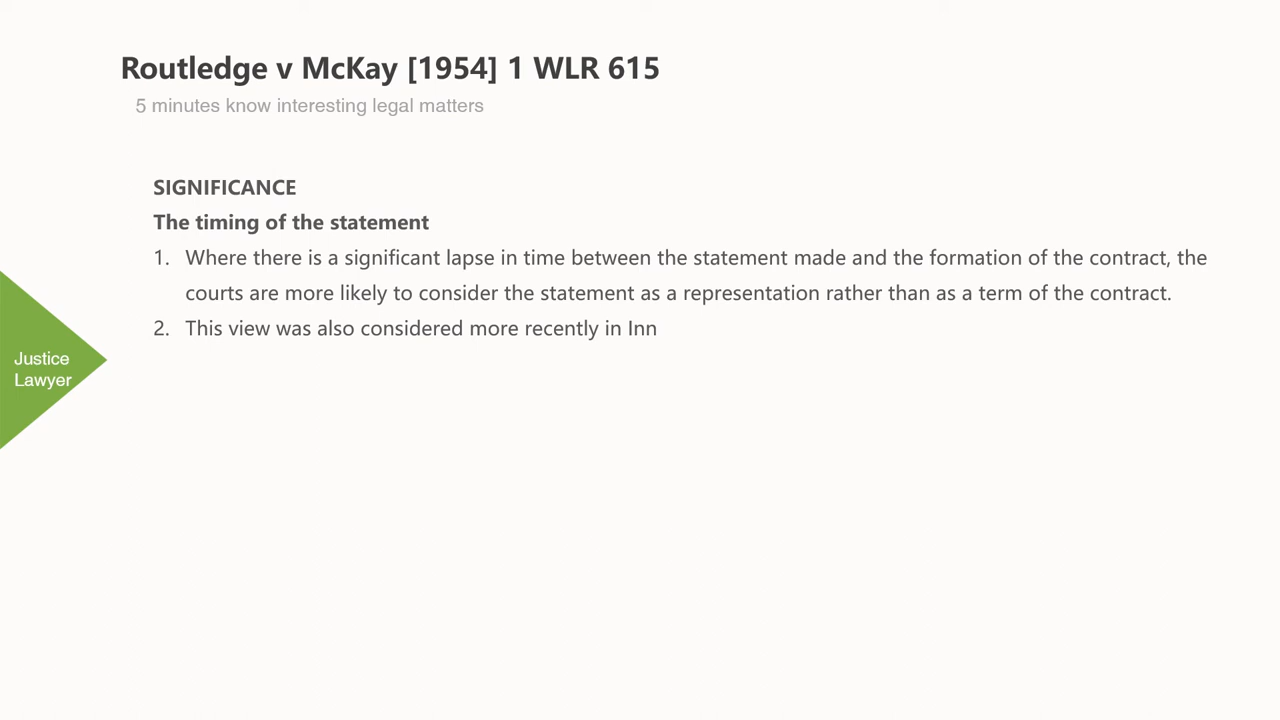 Routledge v McKay [1954] 1 WLR 615
5 minutes know interesting legal matters
SIGNIFICANCE
The timing of the statement
1. Where there is a significant lapse in time between the statement made and the formation of the contract, the
courts are more likely to consider the statement as a representation rather than as a term of the contract.
2. This view was also considered more recently in Inn
Justice
Lawyer